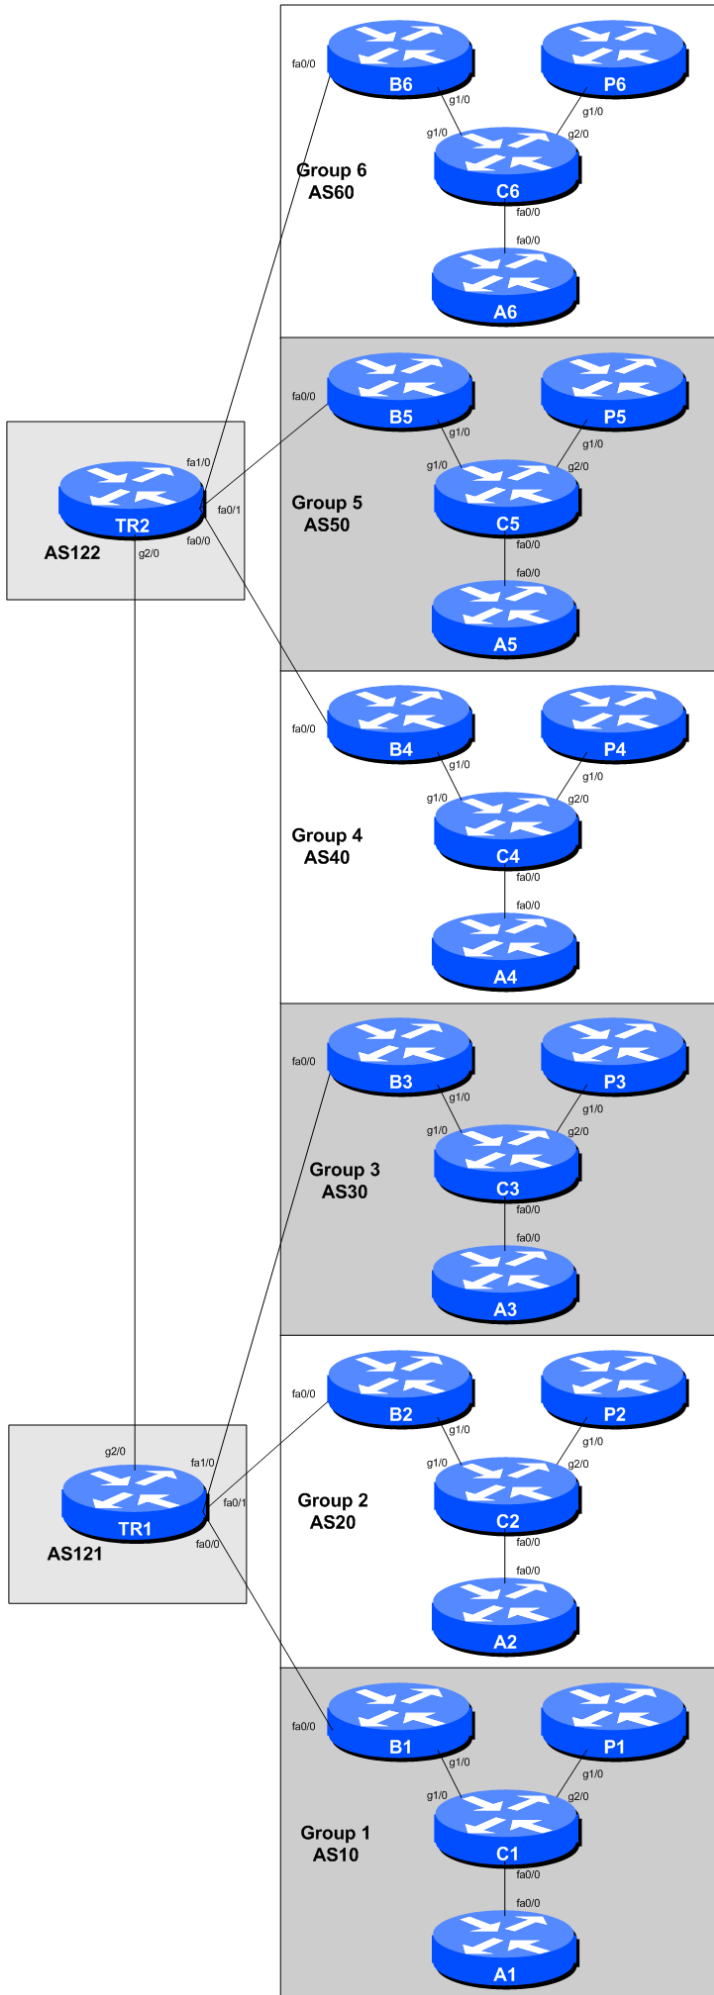 fa0/0
B6
P6
g1/0
g1/0
g1/0
g2/0
Group 6
AS60
C6
fa0/0
fa0/0
A6
fa0/0
B5
P5
g1/0
g1/0
g1/0
g2/0
Group 5
AS50
C5
fa0/0
fa0/0
A5
fa1/0
fa0/1
TR2
fa0/0
AS122
g2/0
fa0/0
B4
P4
g1/0
g1/0
g1/0
g2/0
Group 4
AS40
C4
fa0/0
fa0/0
A4
fa0/0
B3
P3
g1/0
g1/0
g1/0
g2/0
Group 3
AS30
C3
fa0/0
fa0/0
A3
fa0/0
B2
P2
g1/0
g1/0
g1/0
g2/0
Group 2
AS20
C2
fa0/0
fa0/0
A2
g2/0
fa1/0
fa0/1
TR1
fa0/0
AS121
fa0/0
B1
P1
g1/0
g1/0
g1/0
g2/0
Group 1
AS10
C1
fa0/0
fa0/0
A1